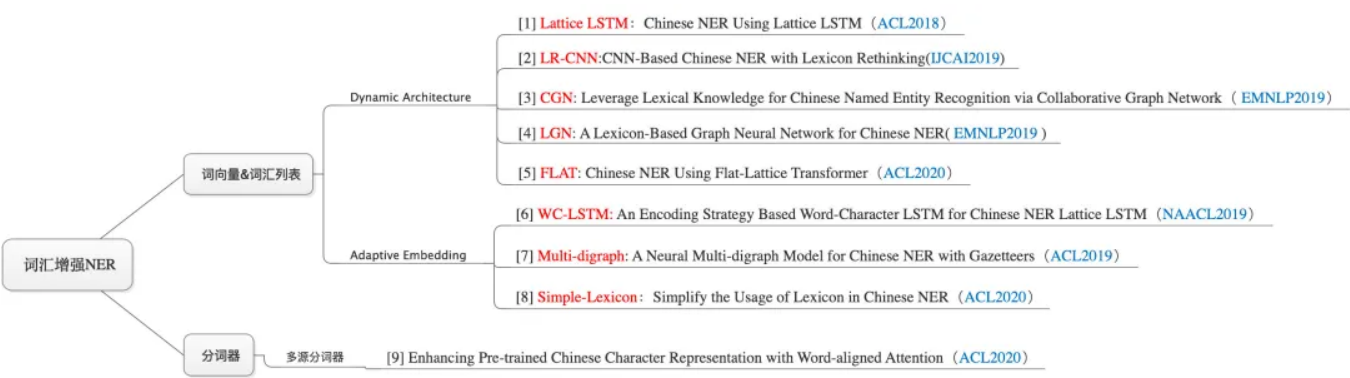 [1] Lattice LSTM：Chinese NER Using Lattice LSTM（ACL2018）
[2] LR-CNN:CNN-Based Chinese NER with Lexicon Rethinking(IJCAI2019)
Dynamic Architecture
[3] CGN: Leverage Lexical Knowledge for Chinese Named Entity Recognition via Collaborative Graph Network（ EMNLP2019）
[4] LGN: A Lexicon-Based Graph Neural Network for Chinese NER( EMNLP2019 )
词向量&词汇列表
[5] FLAT: Chinese NER Using Flat-Lattice Transformer（ACL2020）
[6] WC-LSTM: An Encoding Strategy Based Word-Character LSTM for Chinese NER Lattice LSTM（NAACL2019）
词汇增强NER
Adaptive Embedding
[7] Multi-digraph: A Neural Multi-digraph Model for Chinese NER with Gazetteers（ACL2019）
[8] Simple-Lexicon：Simplify the Usage of Lexicon in Chinese NER（ACL2020）
分词器
多源分词器
[9] Enhancing Pre-trained Chinese Character Representation with Word-aligned Attention（ACL2020）